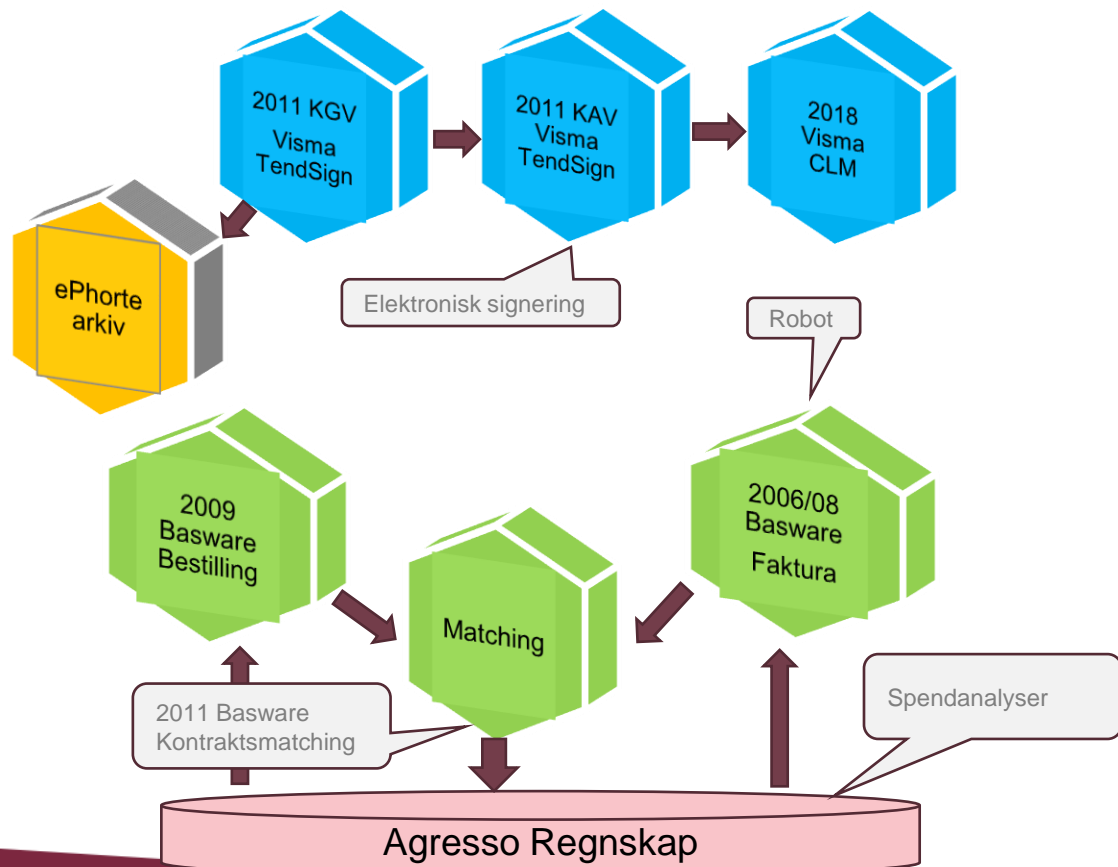 2011 KGV
Visma
TendSign
2011 KAV
Visma
TendSign
2018
Visma
CLM
ePhorte
arkiv
Elektronisk signering
Robot
2009
Basware
Bestilling
Matching
2006/08
Basware
Faktura
2011 Basware
Kontraktsmatching
Spendanalyser
Agresso Regnskap